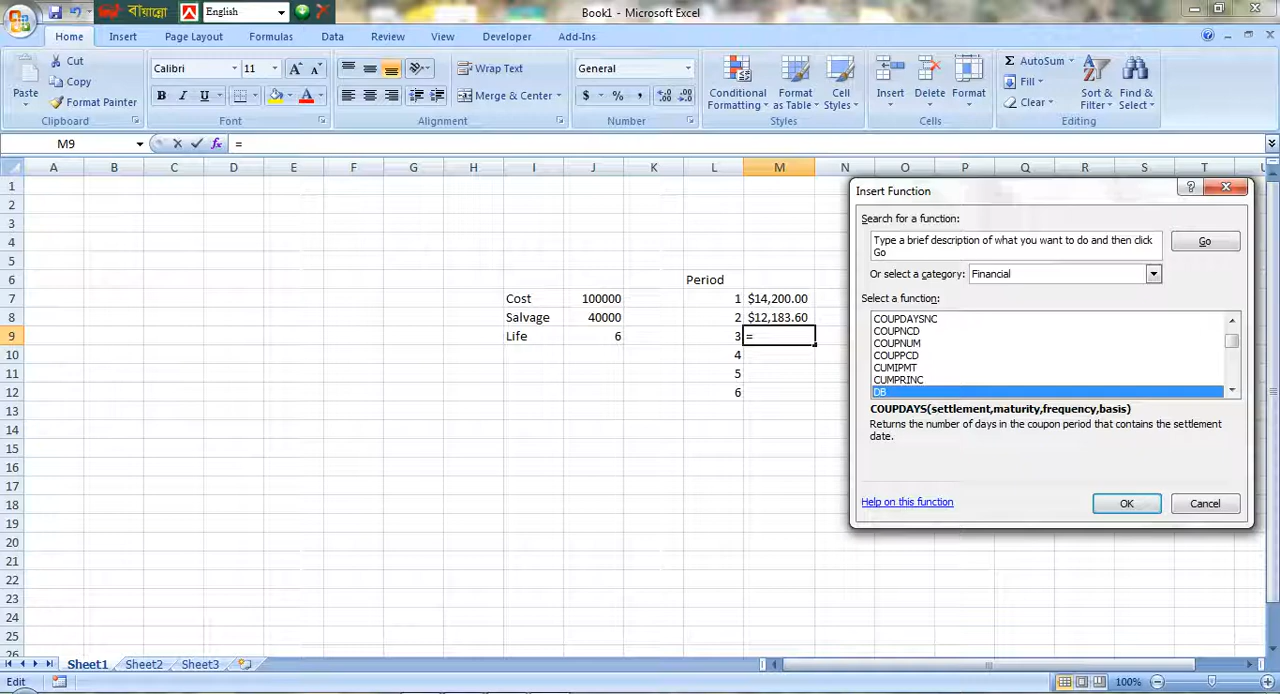 বায়ান্নো English Book1 - Microsoft Excel
Home Insert Page Layout Formulas Data Review View Developer Add-Ins
Cut
Copy
Format Painter
Paste
Clipboard
Calibri 11 A A
B I U A
Font
Wrap Text
Merge & Center
Alignment
General
$ % , .0 .00 .00 .0
Number
Conditional Formatting
Format as Table
Cell Styles
Styles
Insert Delete Format
Cells
Σ AutoSum
Fill
Clear
Sort & Filter
Find & Select
Editing
M9 fx =
A B C D E F G H I J K L M N O P Q R S T U
1
2
3
4
5
6 Period
7 Cost 100000 1 $14,200.00
8 Salvage 40000 2 $12,183.60
9 Life 6 3 =
10 4
11 5
12 6
13
14
15
16
17
18
19
20
21
22
23
24
25
26
Insert Function
Search for a function:
Type a brief description of what you want to do and then click
Go
Go
Or select a category: Financial
Select a function:
COUPDAYSNC
COUPNCD
COUPNUM
COUPPCD
CUMIPMT
CUMPRINC
DB
COUPDAYS(settlement,maturity,frequency,basis)
Returns the number of days in the coupon period that contains the settlement
date.
Help on this function
OK Cancel
Sheet1 Sheet2 Sheet3
Edit 100%